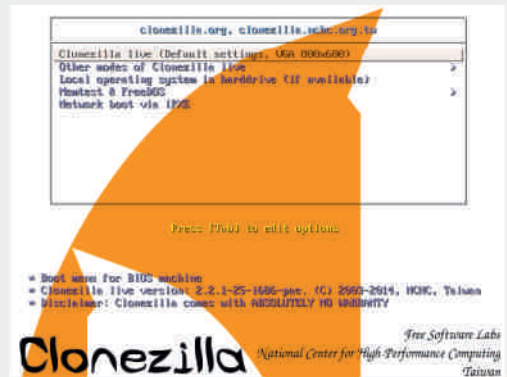 clonezilla.org, clonezilla.nchc.org.tw
Clonezilla live (Default settings, VGA 800x600)
Other modes of Clonezilla live >
Local operating system in harddrive (if available)
Memtest & FreeDOS >
Network boot via iPXE
Press [Tab] to edit options
* Boot menu for BIOS machine
* Clonezilla live version: 2.2.1-25-i686-pae. (C) 2003-2014, NCHC, Taiwan
* Disclaimer: Clonezilla comes with ABSOLUTELY NO WARRANTY
Free Software Labs
Clonezilla National Center for High-Performance Computing
Taiwan